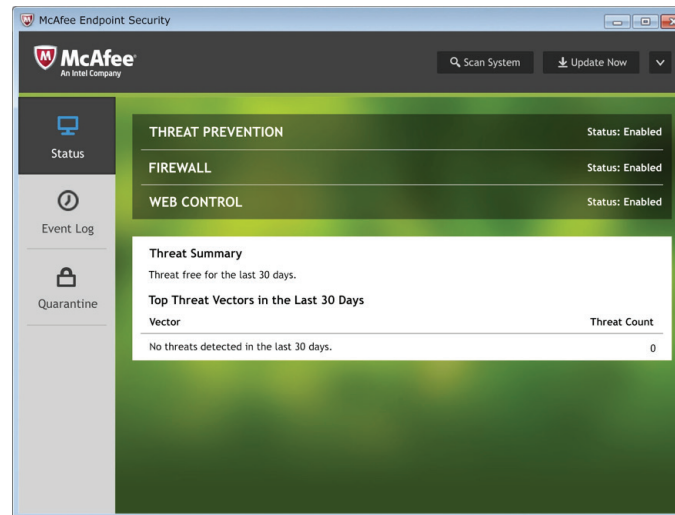 McAfee Endpoint Security
McAfee
An Intel Company
Scan System
Update Now
Status
Event Log
Quarantine
THREAT PREVENTION Status: Enabled
FIREWALL Status: Enabled
WEB CONTROL Status: Enabled
Threat Summary
Threat free for the last 30 days.
Top Threat Vectors in the Last 30 Days
Vector Threat Count
No threats detected in the last 30 days. 0